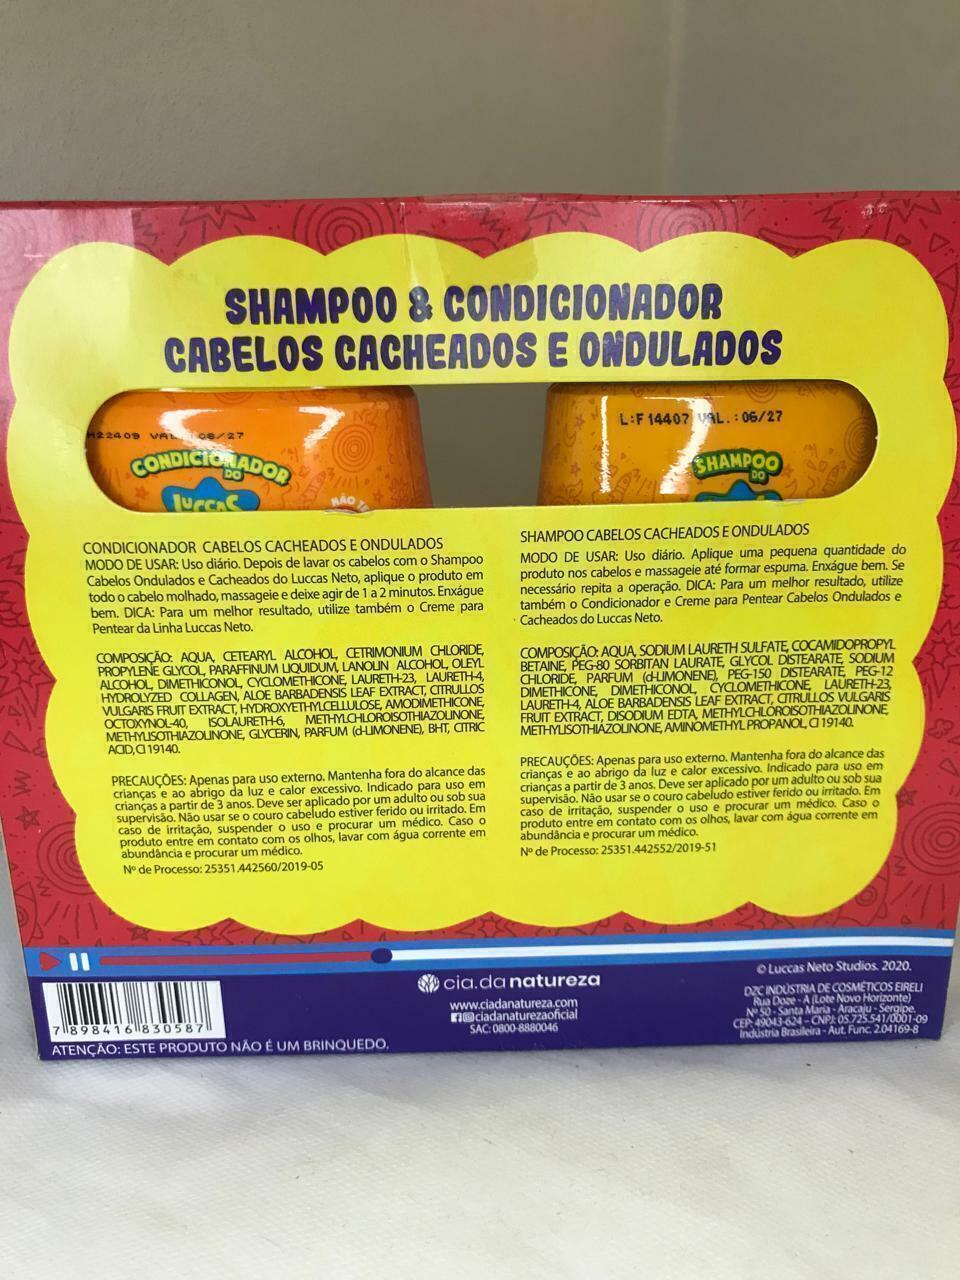 SHAMPOO & CONDICIONADOR
CABELOS CACHEADOS E ONDULADOS
H22409 VAL 08/27
CONDICIONADOR
DO
LUCCAS
NÃO
L:F 14407 VAL.: 06/27
SHAMPOO
DO
CONDICIONADOR CABELOS CACHEADOS E ONDULADOS
MODO DE USAR: Uso diário. Depois de lavar os cabelos com o Shampoo
Cabelos Ondulados e Cacheados do Luccas Neto, aplique o produto em
todo o cabelo molhado, massageie e deixe agir de 1 a 2 minutos. Enxágue
bem. DICA: Para um melhor resultado, utilize também o Creme para
Pentear da Linha Luccas Neto.
COMPOSIÇÃO: AQUA, CETEARYL ALCOHOL, CETRIMONIUM CHLORIDE,
PROPYLENE GLYCOL, PARAFFINUM LIQUIDUM, LANOLIN ALCOHOL, OLEYL
ALCOHOL, DIMETHICONOL, CYCLOMETHICONE, LAURETH-23, LAURETH-4,
HYDROLYZED COLLAGEN, ALOE BARBADENSIS LEAF EXTRACT, CITRULLOS
VULGARIS FRUIT EXTRACT, HYDROXYETHYLCELLULOSE, AMODIMETHICONE,
OCTOXYNOL-40, ISOLAURETH-6, METHYLCHLOROISOTHIAZOLINONE,
METHYLISOTHIAZOLINONE, GLYCERIN, PARFUM (d-LIMONENE), BHT, CITRIC
ACID, CI 19140.
PRECAUÇÕES: Apenas para uso externo. Mantenha fora do alcance das
crianças e ao abrigo da luz e calor excessivo. Indicado para uso em
crianças a partir de 3 anos. Deve ser aplicado por um adulto ou sob sua
supervisão. Não usar se o couro cabeludo estiver ferido ou irritado. Em
caso de irritação, suspender o uso e procurar um médico. Caso o
produto entre em contato com os olhos, lavar com água corrente em
abundância e procurar um médico.
Nº de Processo: 25351.442560/2019-05
SHAMPOO CABELOS CACHEADOS E ONDULADOS
MODO DE USAR: Uso diário. Aplique uma pequena quantidade do
produto nos cabelos e massageie até formar espuma. Enxágue bem. Se
necessário repita a operação. DICA: Para um melhor resultado, utilize
também o Condicionador e Creme para Pentear Cabelos Ondulados e
Cacheados do Luccas Neto.
COMPOSIÇÃO: AQUA, SODIUM LAURETH SULFATE, COCAMIDOPROPYL
BETAINE, PEG-80 SORBITAN LAURATE, GLYCOL DISTEARATE, SODIUM
CHLORIDE, PARFUM (d-LIMONENE), PEG-150 DISTEARATE, PEG-12
DIMETHICONE, DIMETHICONOL, CYCLOMETHICONE, LAURETH-23,
LAURETH-4, ALOE BARBADENSIS LEAF EXTRACT, CITRULLUS VULGARIS
FRUIT EXTRACT, DISODIUM EDTA, METHYLCHLOROISOTHIAZOLINONE,
METHYLISOTHIAZOLINONE, AMINOMETHYL PROPANOL, CI 19140.
PRECAUÇÕES: Apenas para uso externo. Mantenha fora do alcance das
crianças e ao abrigo da luz e calor excessivo. Indicado para uso em
crianças a partir de 3 anos. Deve ser aplicado por um adulto ou sob sua
supervisão. Não usar se o couro cabeludo estiver ferido ou irritado. Em
caso de irritação, suspender o uso e procurar um médico. Caso o
produto entre em contato com os olhos, lavar com água corrente em
abundância e procurar um médico.
Nº de Processo: 25351.442552/2019-51
7 898416 830587
ATENÇÃO: ESTE PRODUTO NÃO É UM BRINQUEDO.
cia.da natureza
www.ciadanatureza.com
@ciadanaturezaoficial
SAC: 0800-8880046
© Luccas Neto Studios. 2020.
DZC INDÚSTRIA DE COSMÉTICOS EIRELI
Rua Doze - A (Lote Novo Horizonte)
Nº 50 - Santa Maria - Aracaju - Sergipe.
CEP: 49043-624 – CNPJ: 05.725.541/0001-09
Indústria Brasileira - Aut. Func. 2.04169-8